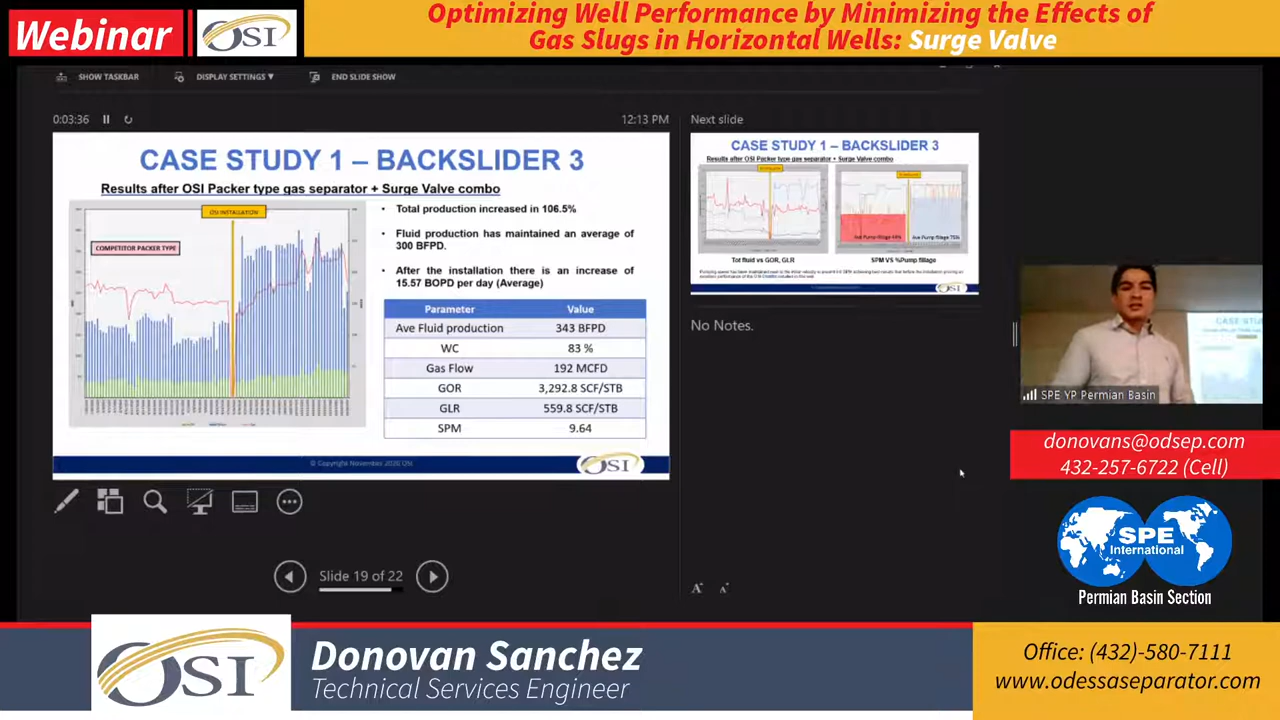 Webinar
OSI
Optimizing Well Performance by Minimizing the Effects of
Gas Slugs in Horizontal Wells: Surge Valve
SHOW TASKBAR
DISPLAY SETTINGS ▼
END SLIDE SHOW
0:03:36
12:13 PM
CASE STUDY 1 – BACKSLIDER 3
Results after OSI Packer type gas separator + Surge Valve combo
OSI INSTALLATION
COMPETITOR PACKER TYPE
• Total production increased in 106.5%
• Fluid production has maintained an average of
300 BFPD.
• After the installation there is an increase of
15.57 BOPD per day (Average)
Parameter Value
Ave Fluid production 343 BFPD
WC 83 %
Gas Flow 192 MCFD
GOR 3,292.8 SCF/STB
GLR 559.8 SCF/STB
SPM 9.64
© Copyright November 2020 OSI
OSI
Slide 19 of 22
Next slide
CASE STUDY 1 – BACKSLIDER 3
Results after OSI Packer type gas separator + Surge Valve combo
Tot fluid vs GOR, GLR
SPM VS %Pump fillage
OSI
No Notes.
SPE YP Permian Basin
donovans@odsep.com
432-257-6722 (Cell)
SPE
International
Permian Basin Section
OSI
Donovan Sanchez
Technical Services Engineer
Office: (432)-580-7111
www.odessaseparator.com